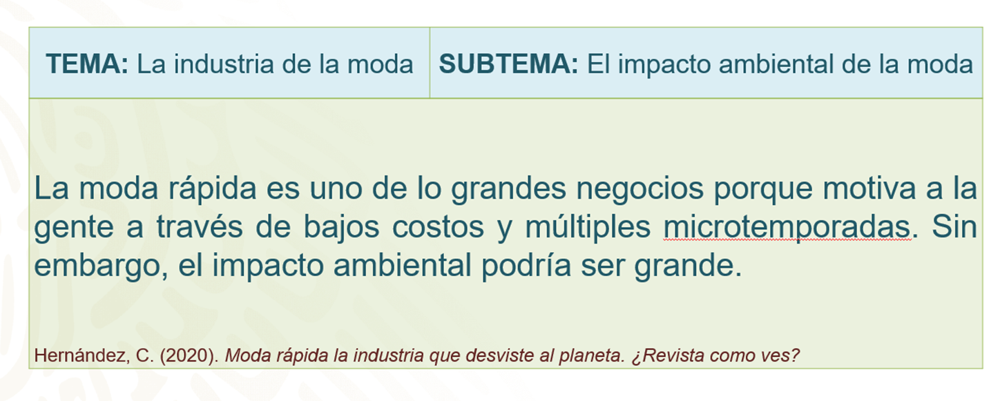 TEMA: La industria de la moda
SUBTEMA: El impacto ambiental de la moda
La moda rápida es uno de lo grandes negocios porque motiva a la
gente a través de bajos costos y múltiples microtemporadas. Sin
embargo, el impacto ambiental podría ser grande.
Hernández, C. (2020). Moda rápida la industria que desviste al planeta. ¿Revista como ves?